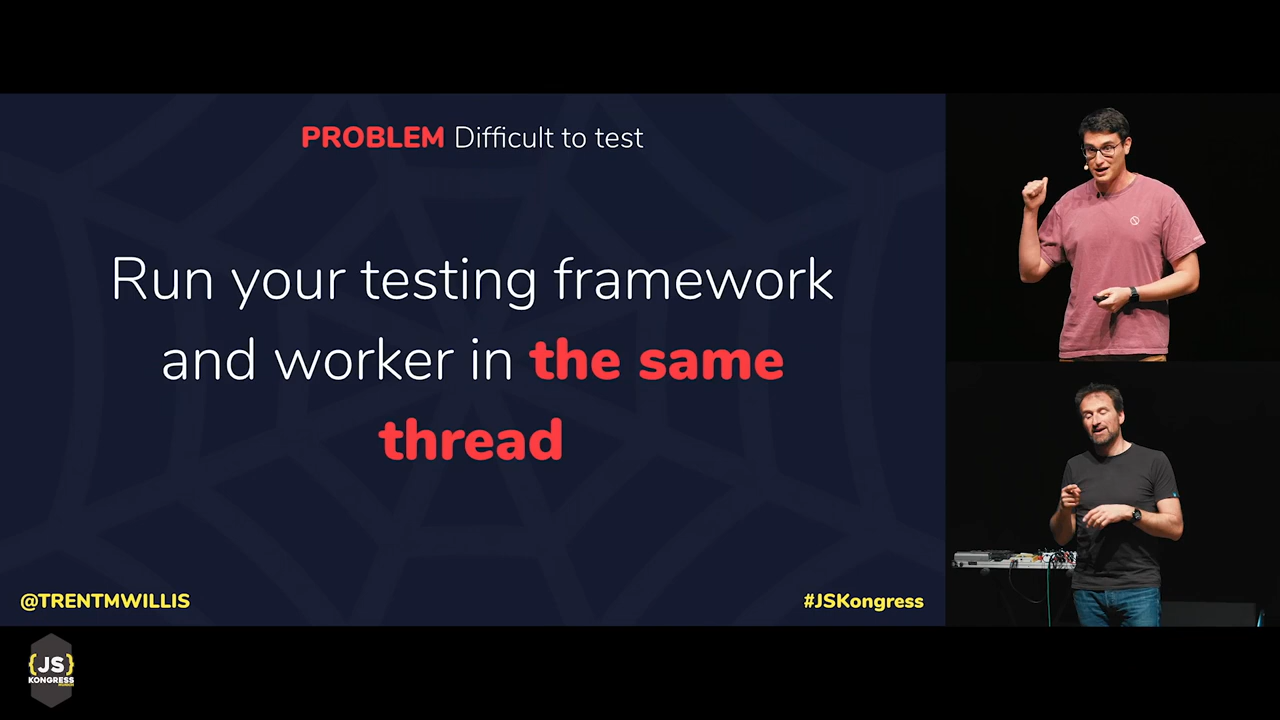 PROBLEM Difficult to test
Run your testing framework
and worker in the same
thread
@TRENTMWILLIS
#JSKongress
{JS}
KONGRESS